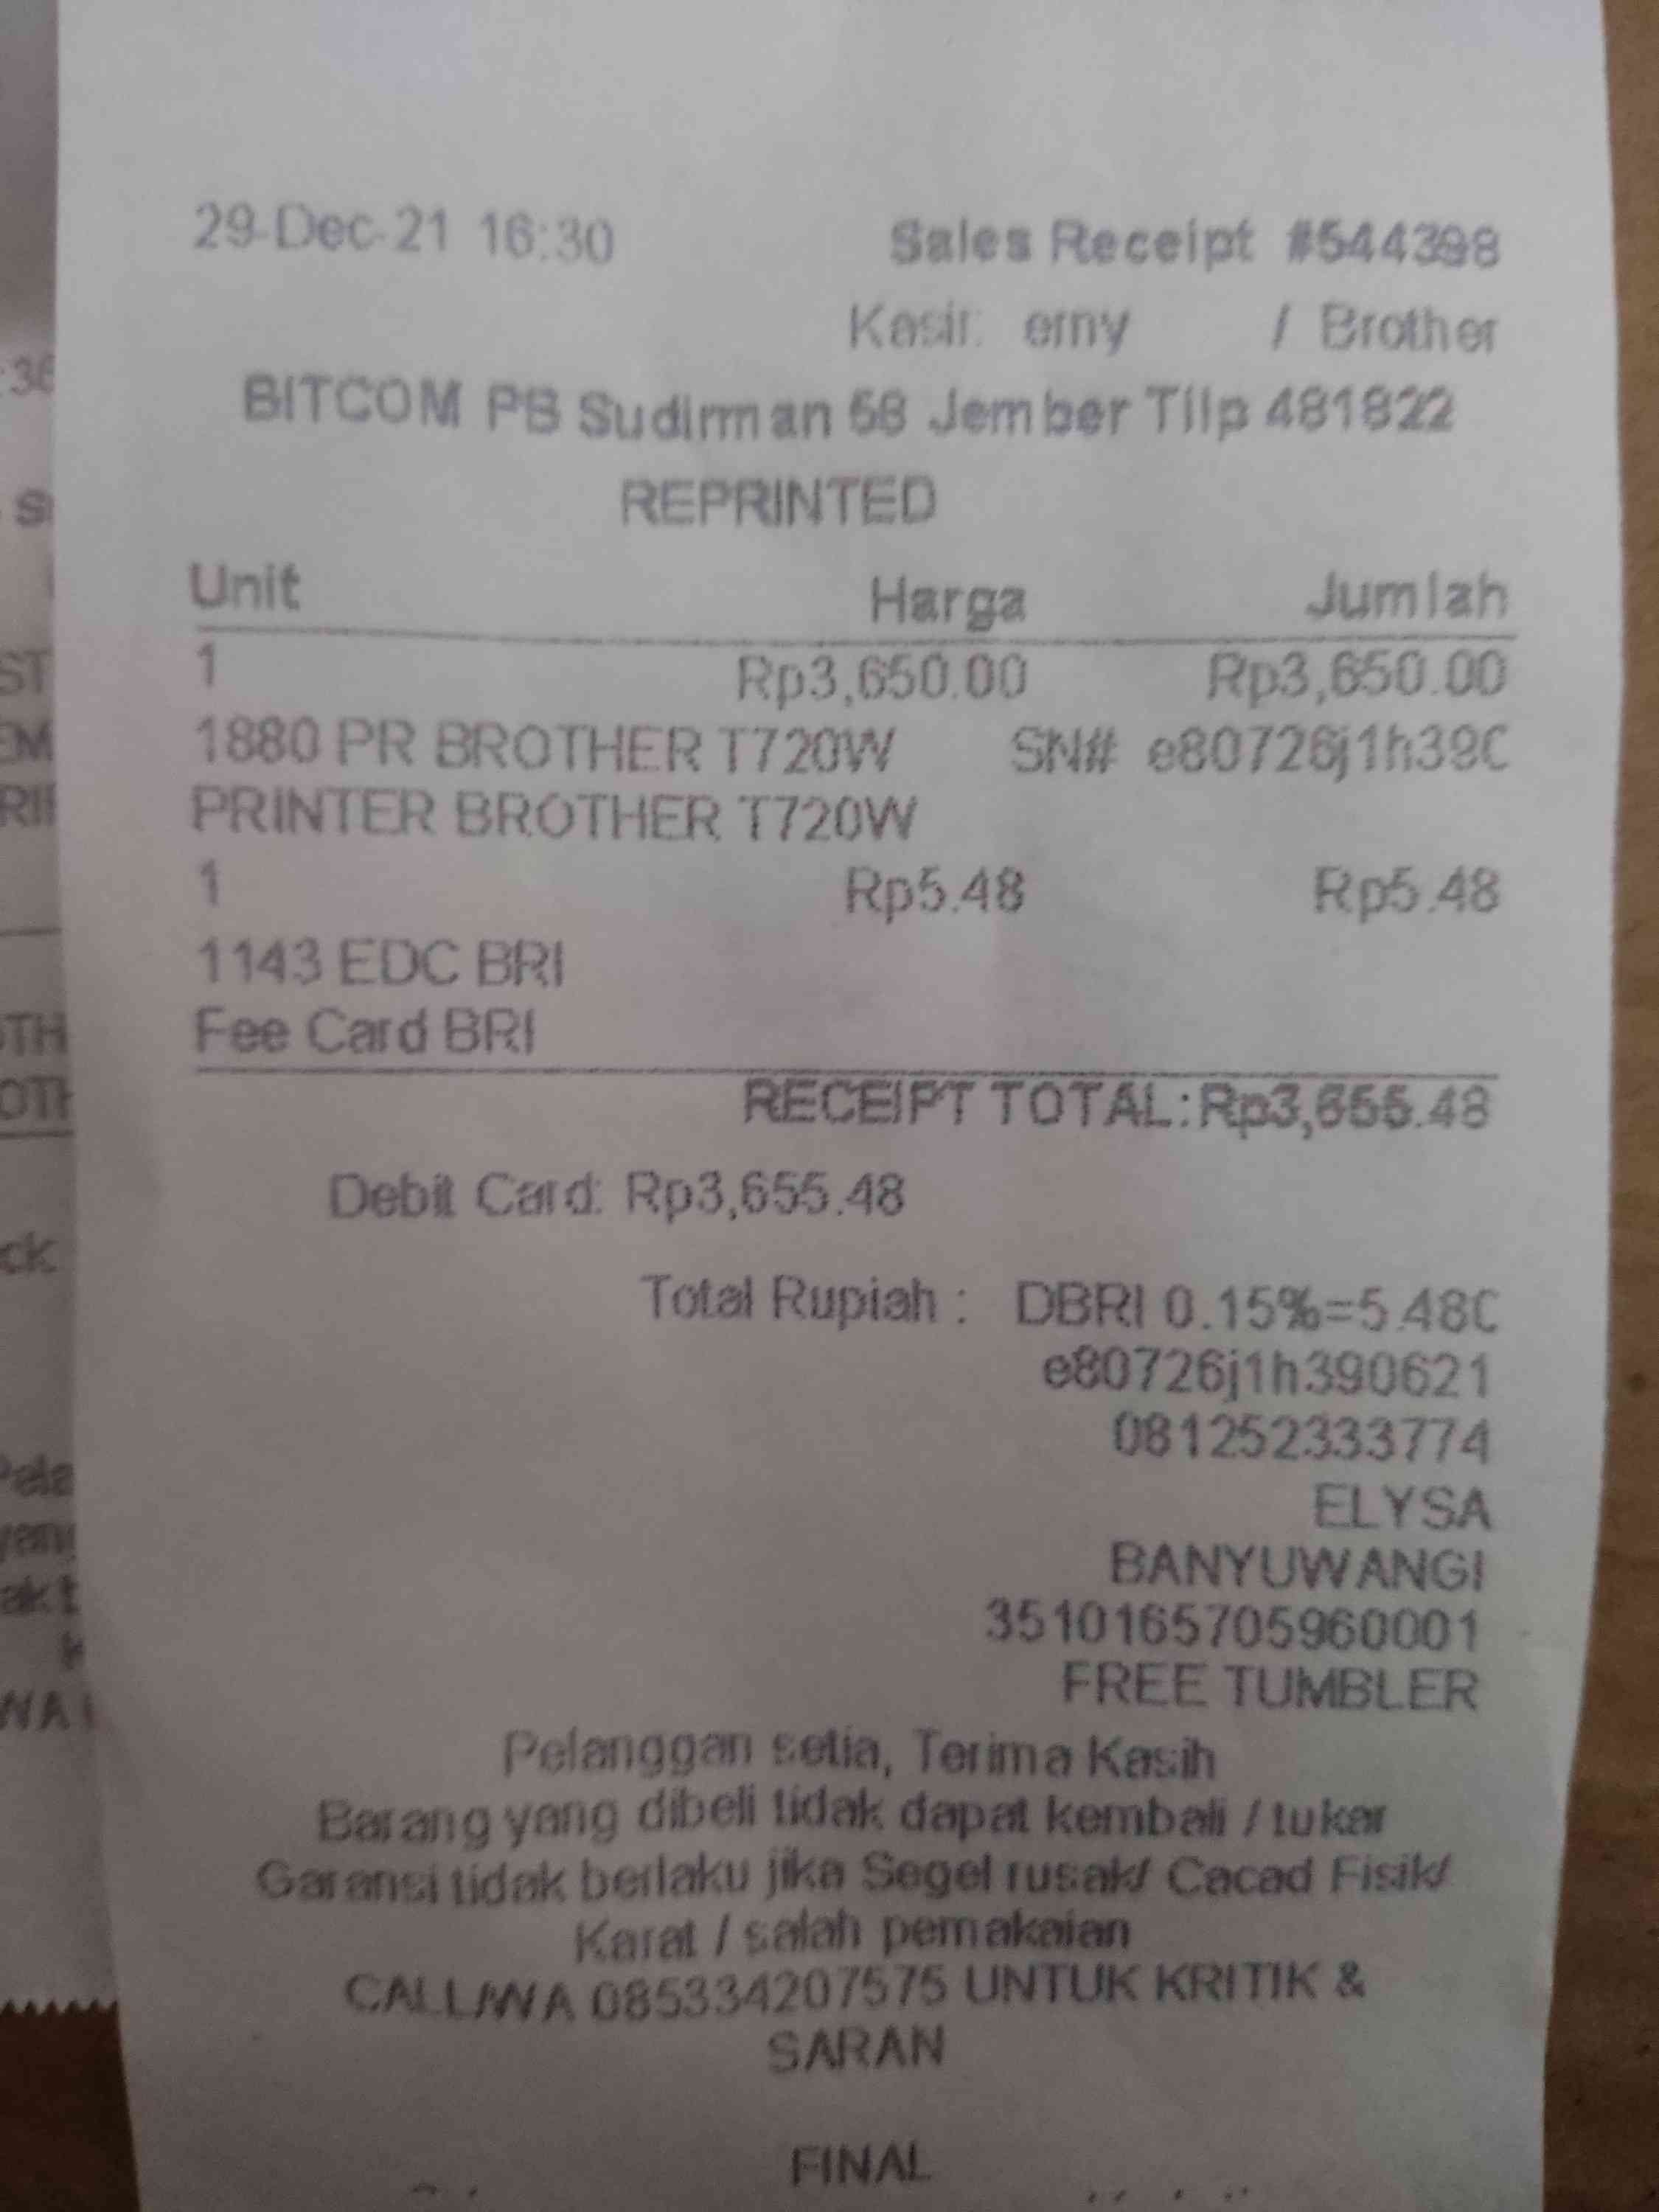 29-Dec-21 16:30 Sales Receipt #544398
Kasir: erny / Brother
BITCOM PB Sudirman 58 Jember Tilp 481822
REPRINTED
Unit Harga Jumlah
1 Rp3,650.00 Rp3,650.00
1880 PR BROTHER T720W SN# e80726j1h39C
PRINTER BROTHER T720W
1 Rp5.48 Rp5.48
1143 EDC BRI
Fee Card BRI
RECEIPT TOTAL: Rp3,655.48
Debit Card: Rp3,655.48
Total Rupiah : DBRI 0.15%=5.48C
e80726j1h390621
081252333774
ELYSA
BANYUWANGI
3510165705960001
FREE TUMBLER
Pelanggan setia, Terima Kasih
Barang yang dibeli tidak dapat kembali / tukar
Garansi tidak berlaku jika Segel rusak/ Cacad Fisik/
Karat / salah pemakaian
CALL/WA 085334207575 UNTUK KRITIK &
SARAN
FINAL